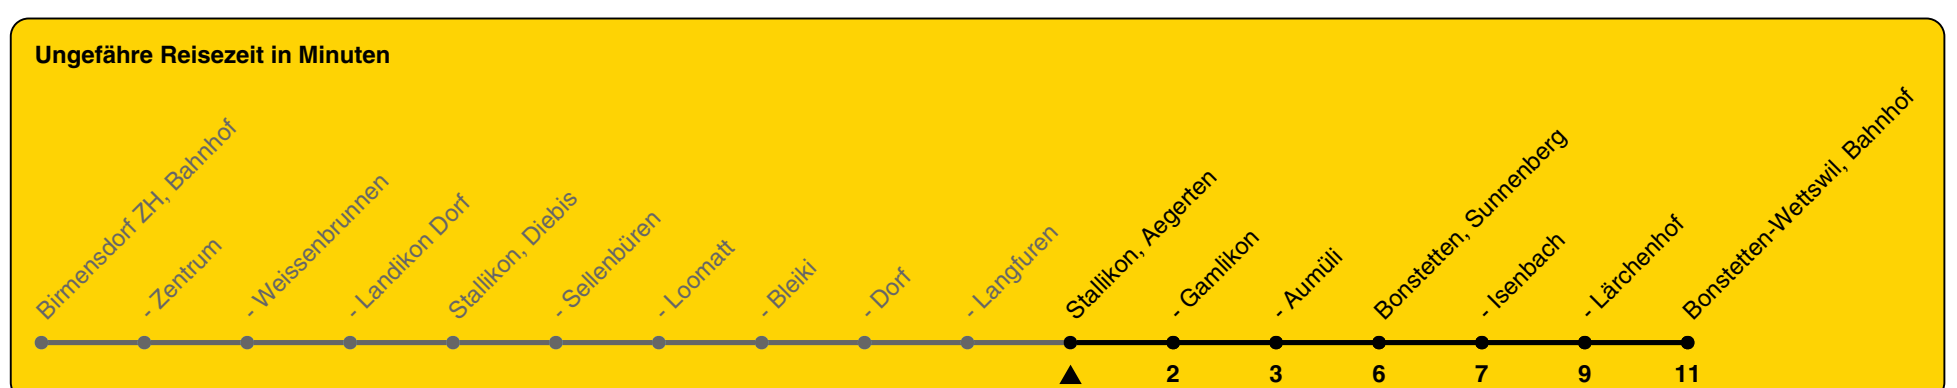 Ungefähre Reisezeit in Minuten
Birmensdorf ZH, Bahnhof
- Zentrum
- Weissenbrunnen
- Landikon Dorf
Stallikon, Diebis
- Sellenbüren
- Loomatt
- Bleiki
- Dorf
- Langfuren
Stallikon, Aegerten
- Gamlikon
- Aumüli
Bonstetten, Sunnenberg
- Isenbach
- Lärchenhof
Bonstetten-Wettswil, Bahnhof
2 3 6 7 9 11